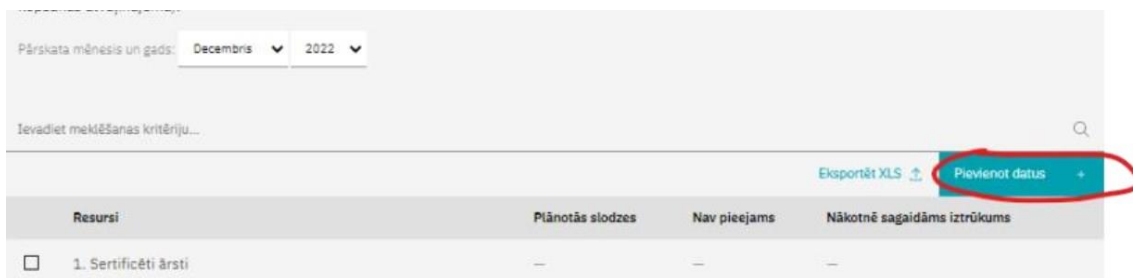 Pārskata mēnesis un gads: Decembris 2022
Ievadiet meklēšanas kritēriju...
Eksportēt XLS Pievienot datus +
Resursi Plānotās slodzes Nav pieejams Nākotnē sagaidāms iztrūkums
1. Sertificēti ārsti — — —